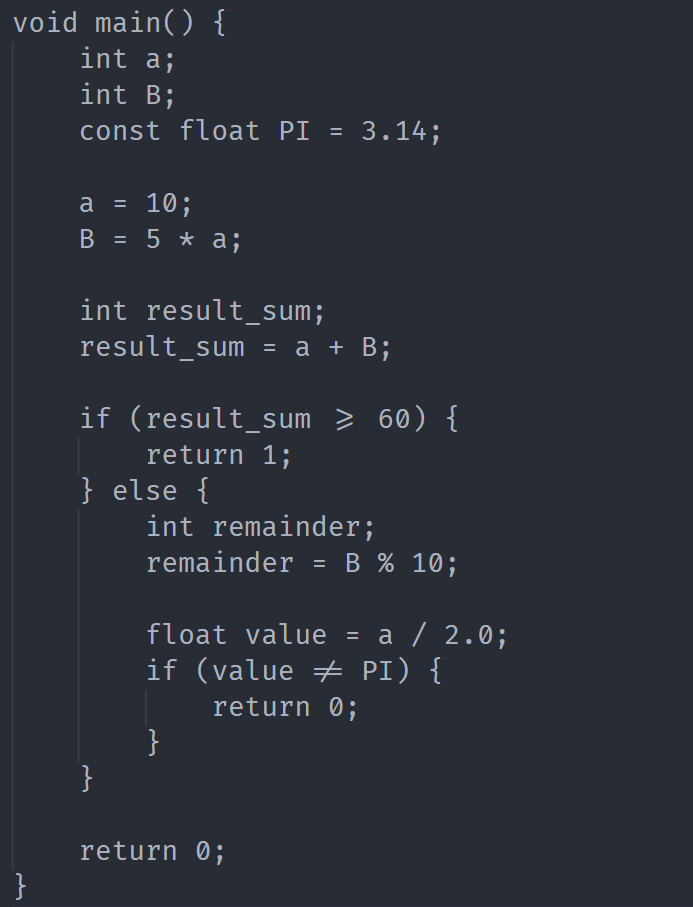 void main() {
    int a;
    int B;
    const float PI = 3.14;

    a = 10;
    B = 5 * a;

    int result_sum;
    result_sum = a + B;

    if (result_sum >= 60) {
        return 1;
    } else {
        int remainder;
        remainder = B % 10;

        float value = a / 2.0;
        if (value != PI) {
            return 0;
        }
    }

    return 0;
}